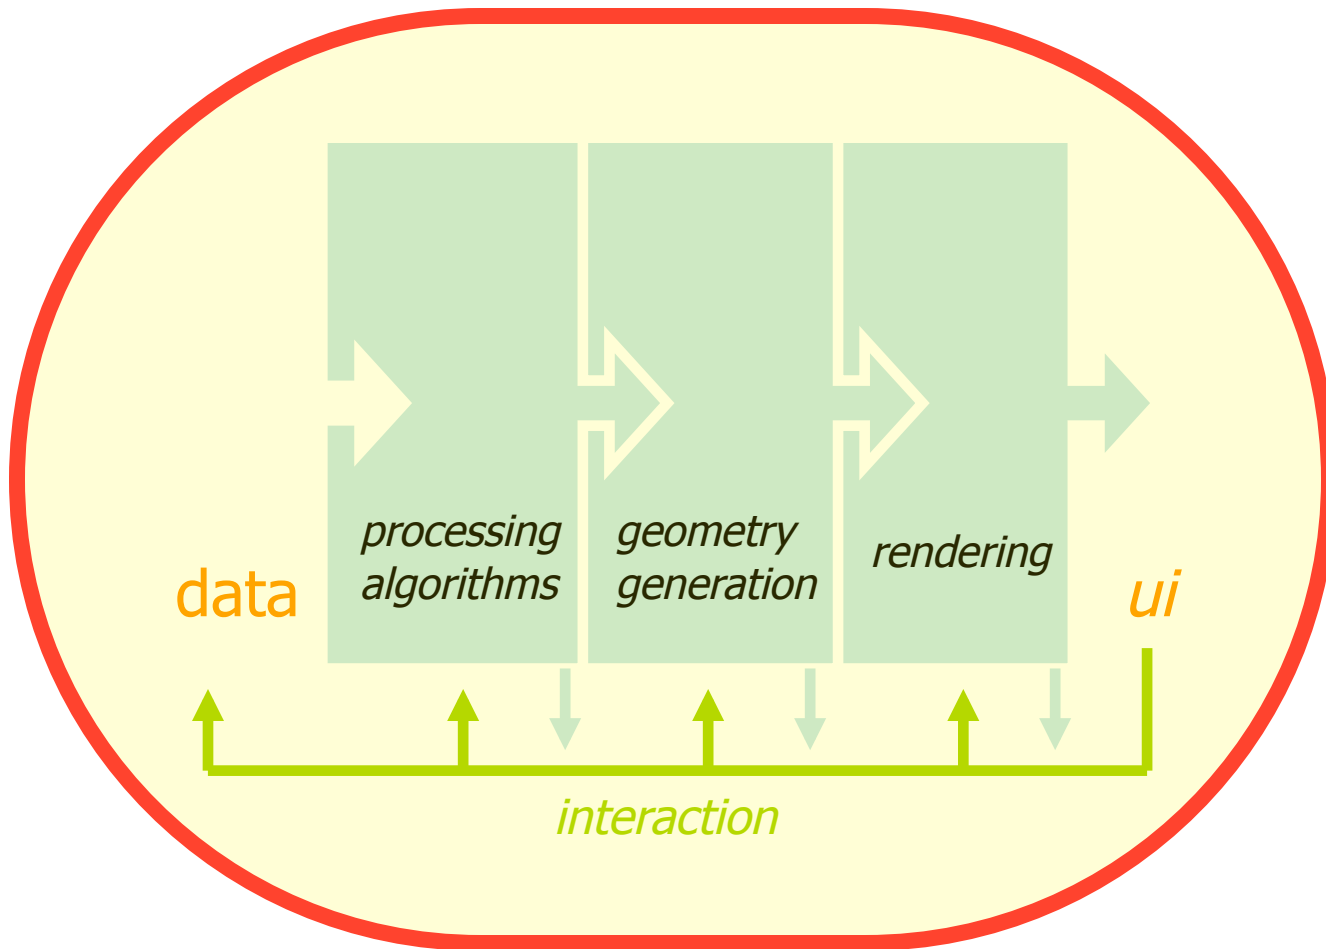 processing
algorithms
geometry
generation
rendering
data
ui
interaction